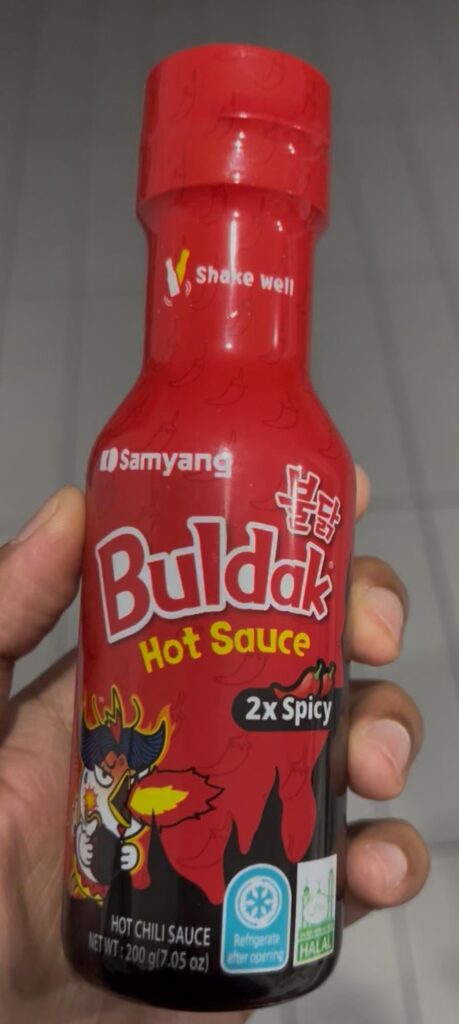 Shake well
Samyang
불닭
Buldak
Hot Sauce
2x Spicy
HOT CHILI SAUCE
NET WT : 200 g(7.05 oz)
Refrigerate
after opening
HALAL